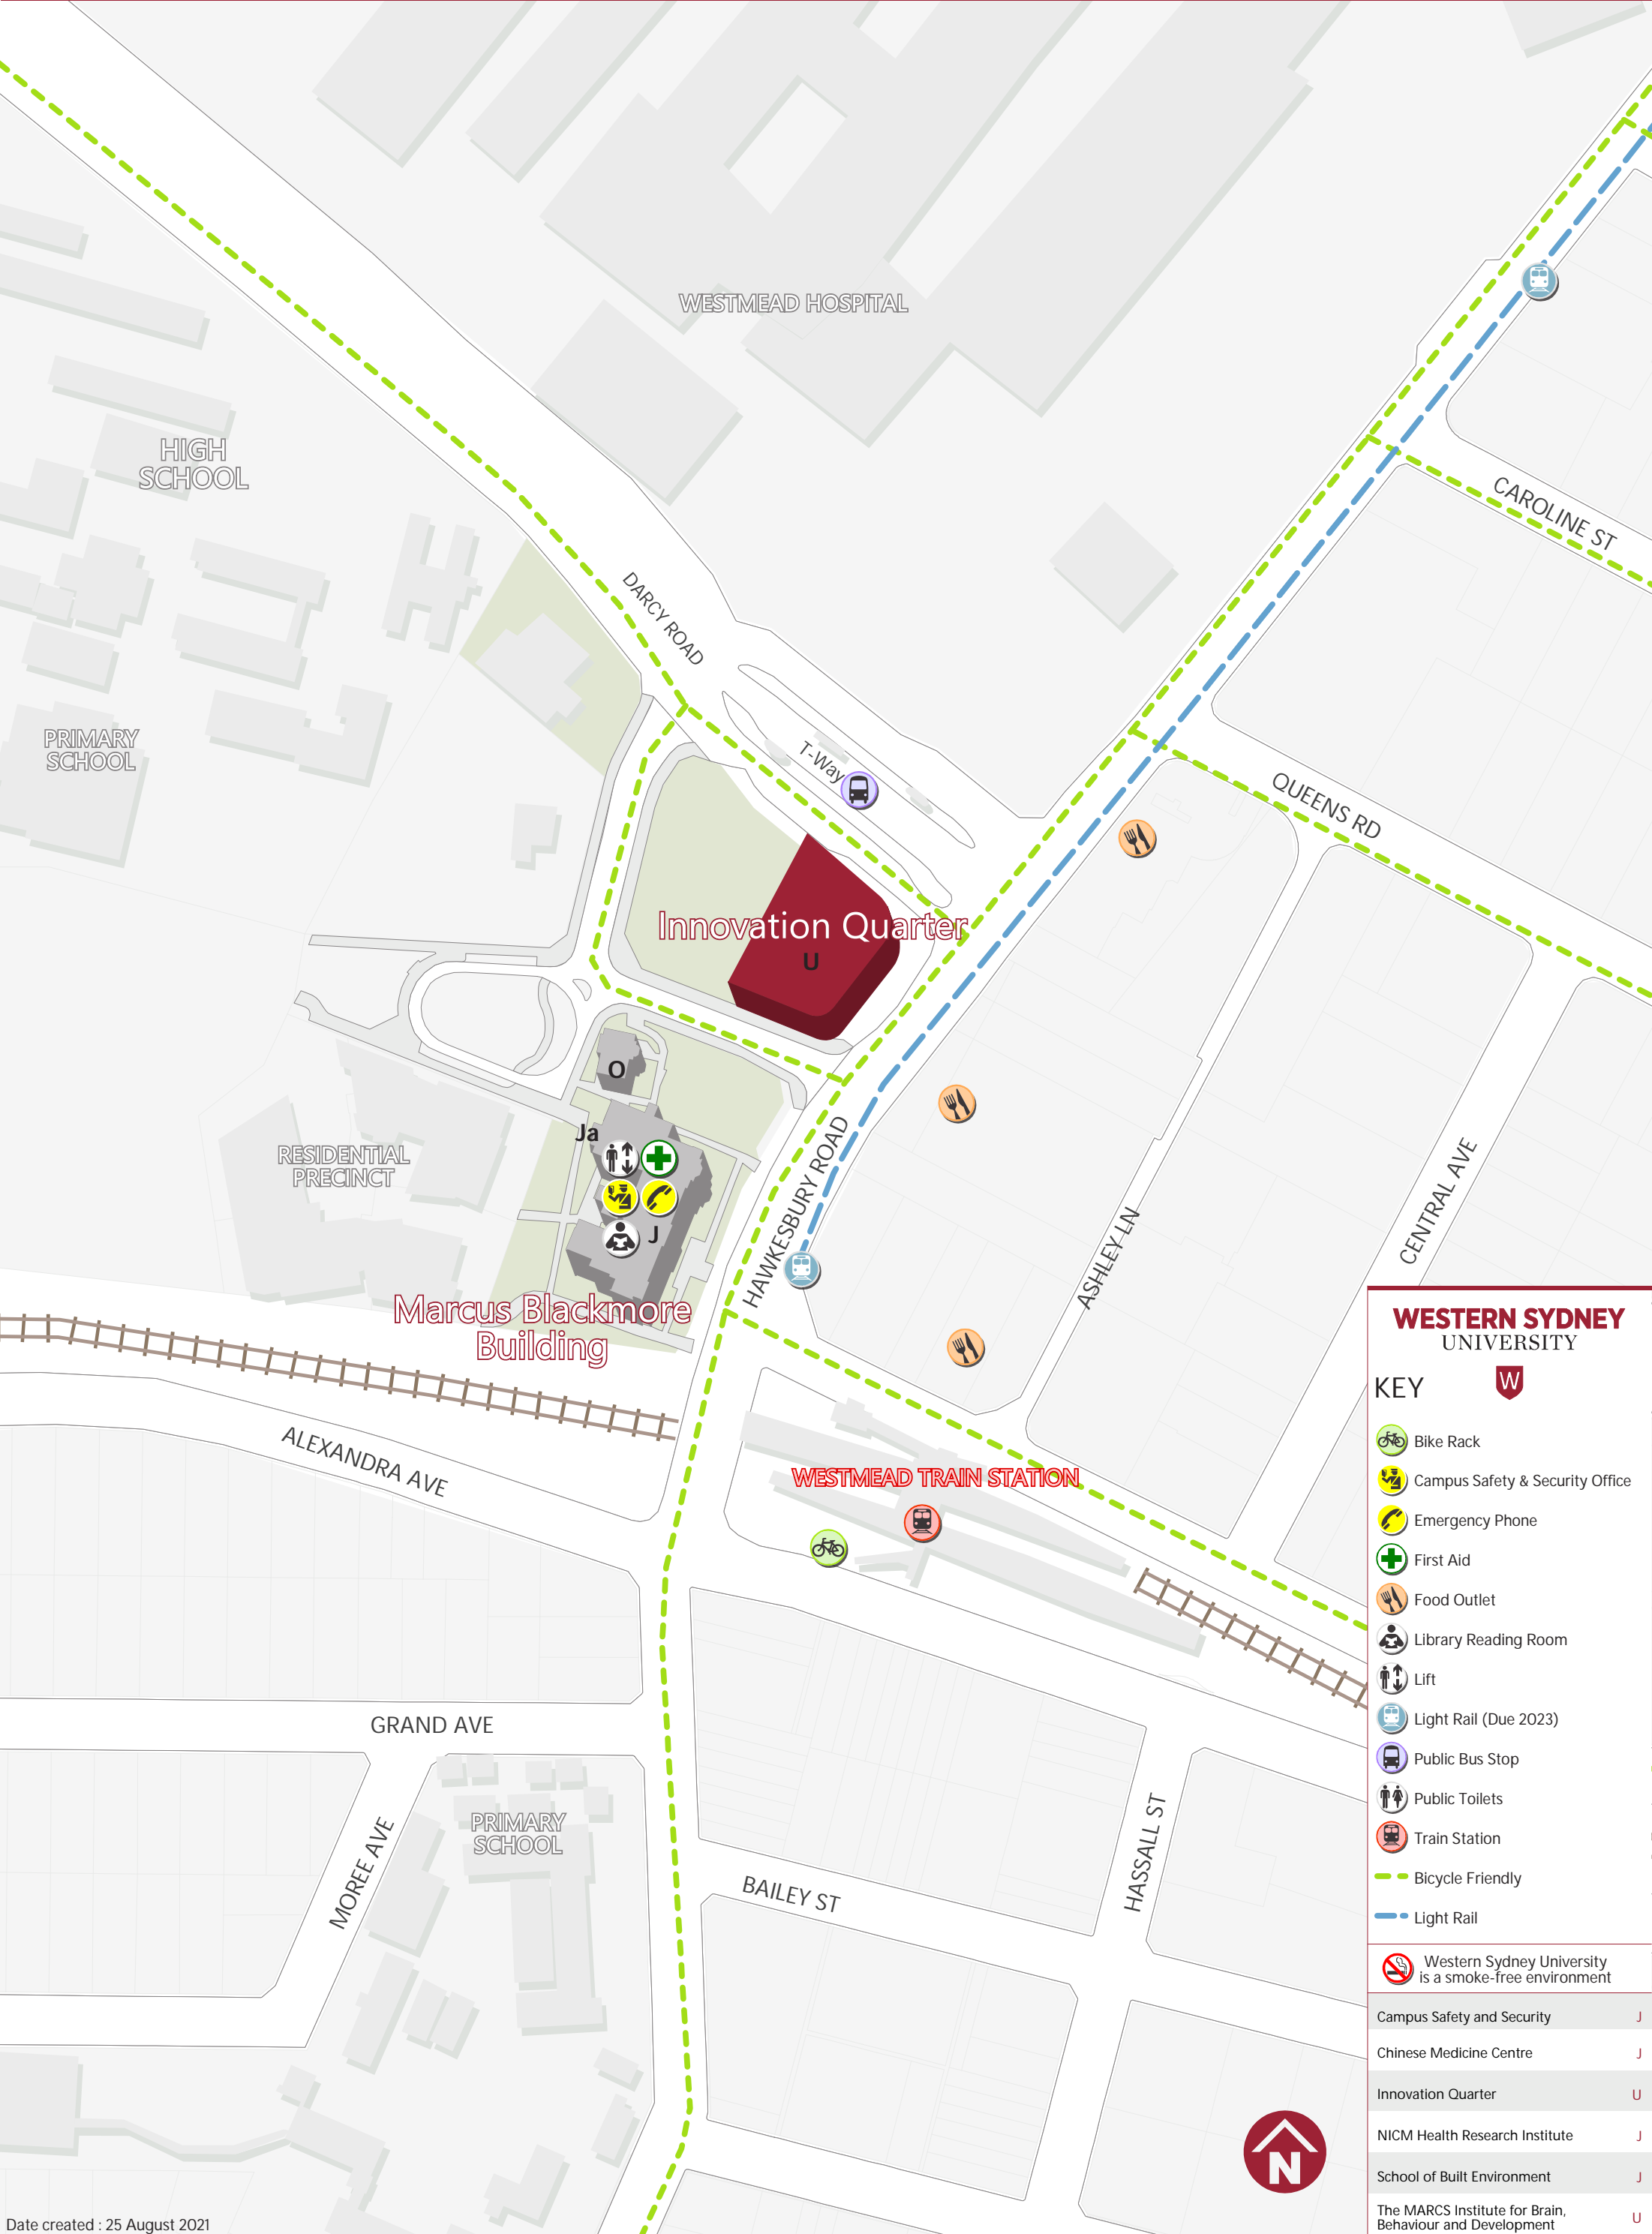 WESTMEAD HOSPITAL
HIGH
SCHOOL
CAROLINE ST
DARCY ROAD
PRIMARY
SCHOOL
T-Way
QUEENS RD
Innovation Quarter
U
O
Ja
RESIDENTIAL
PRECINCT
J
HAWKESBURY ROAD
ASHLEY LN
CENTRAL AVE
Marcus Blackmore
Building
ALEXANDRA AVE
WESTMEAD TRAIN STATION
GRAND AVE
MOREE AVE
PRIMARY
SCHOOL
BAILEY ST
HASSALL ST
N
Date created : 25 August 2021
WESTERN SYDNEY
UNIVERSITY
W
KEY
Bike Rack
Campus Safety & Security Office
Emergency Phone
First Aid
Food Outlet
Library Reading Room
Lift
Light Rail (Due 2023)
Public Bus Stop
Public Toilets
Train Station
Bicycle Friendly
Light Rail
Western Sydney University
is a smoke-free environment
Campus Safety and Security J
Chinese Medicine Centre J
Innovation Quarter U
NICM Health Research Institute J
School of Built Environment J
The MARCS Institute for Brain,
Behaviour and Development U